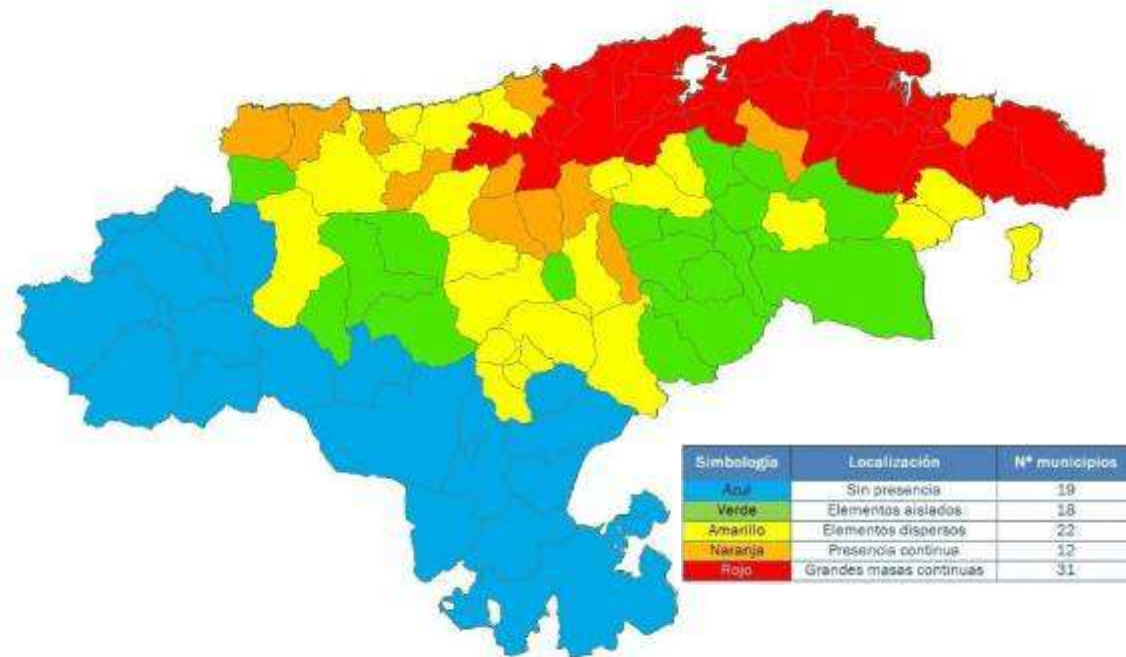 Simbología Localización Nº municipios
Azul Sin presencia 19
Verde Elementos aislados 18
Amarillo Elementos dispersos 22
Naranja Presencia continua 12
Rojo Grandes masas continuas 31